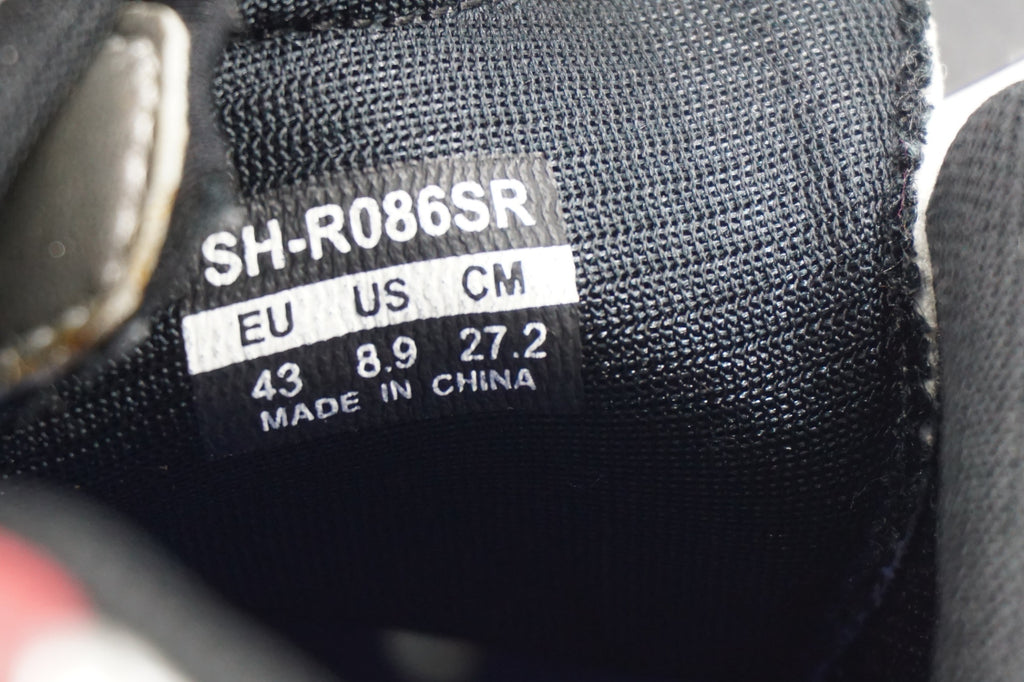 SH-R086SR
EU US CM
43 8.9 27.2
MADE IN CHINA